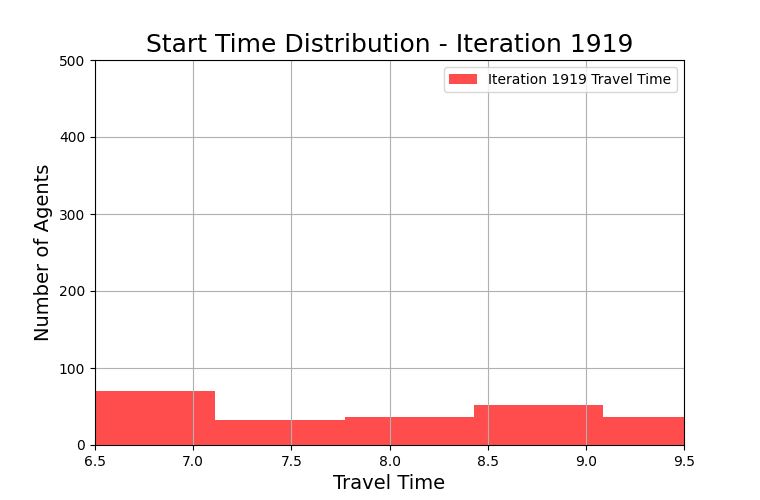 Start Time Distribution - Iteration 1919
Iteration 1919 Travel Time
Number of Agents
500
400
300
200
100
0
6.5 7.0 7.5 8.0 8.5 9.0 9.5
Travel Time